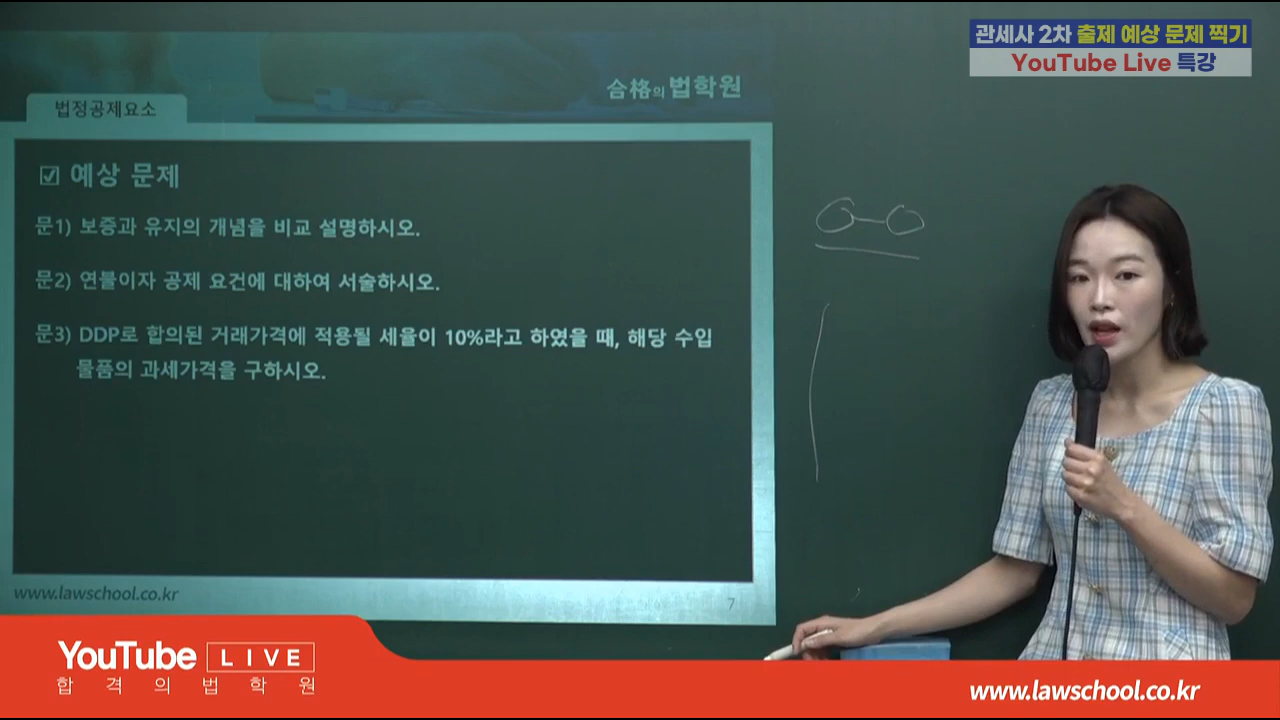 관세사 2차 출제 예상 문제 찍기
YouTube Live 특강
合格의 법학원
법정공제요소
☑ 예상 문제
문1) 보증과 유지의 개념을 비교 설명하시오.
문2) 연불이자 공제 요건에 대하여 서술하시오.
문3) DDP로 합의된 거래가격에 적용될 세율이 10%라고 하였을 때, 해당 수입
물품의 과세가격을 구하시오.
www.lawschool.co.kr
7
YouTube LIVE
합격의법학원
www.lawschool.co.kr